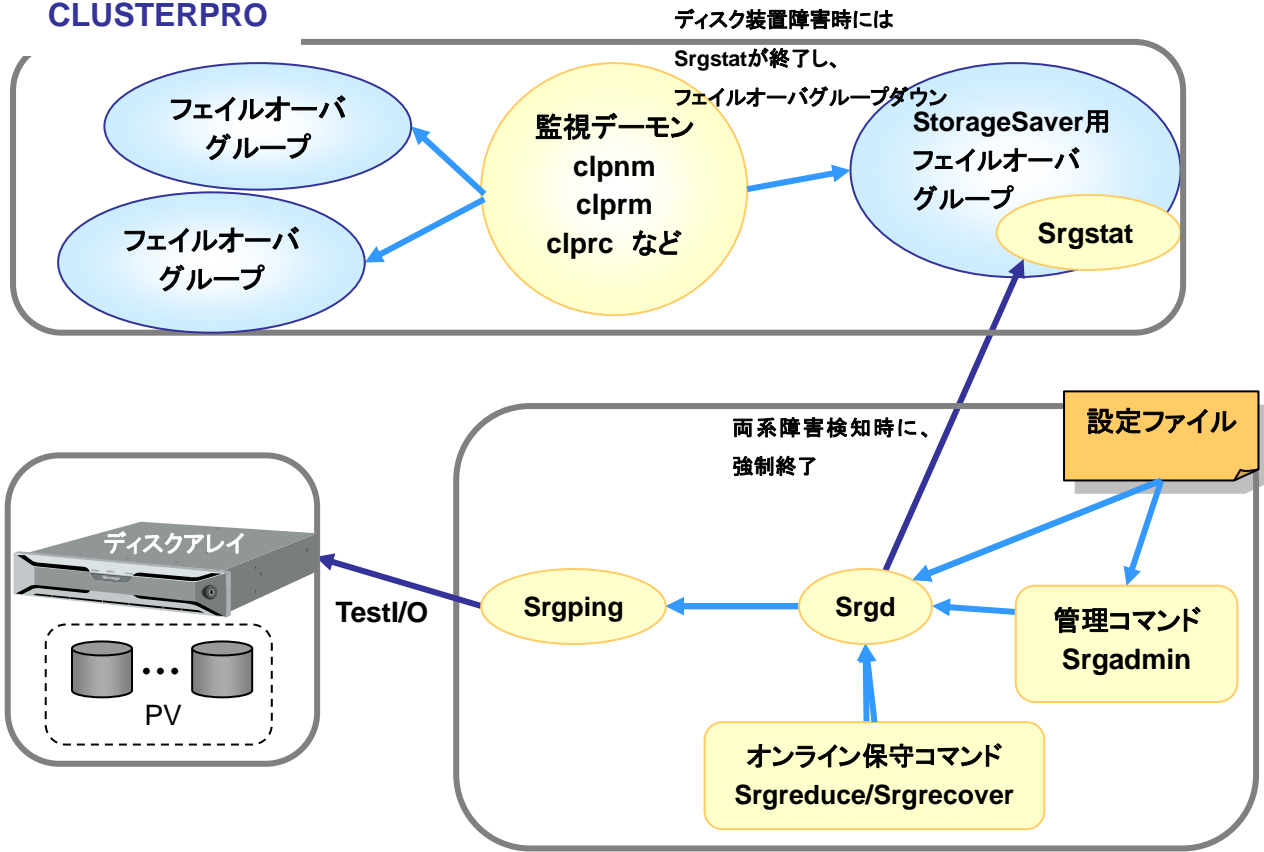 CLUSTERPRO
ディスク装置障害時には
Srgstatが終了し、
フェイルオーバグループダウン
フェイルオーバ
グループ
フェイルオーバ
グループ
監視デーモン
clpnm
clprm
clprc など
StorageSaver用
フェイルオーバ
グループ
Srgstat
両系障害検知時に、
強制終了
設定ファイル
ディスクアレイ
PV
TestI/O
Srgping
Srgd
管理コマンド
Srgadmin
オンライン保守コマンド
Srgreduce/Srgrecover